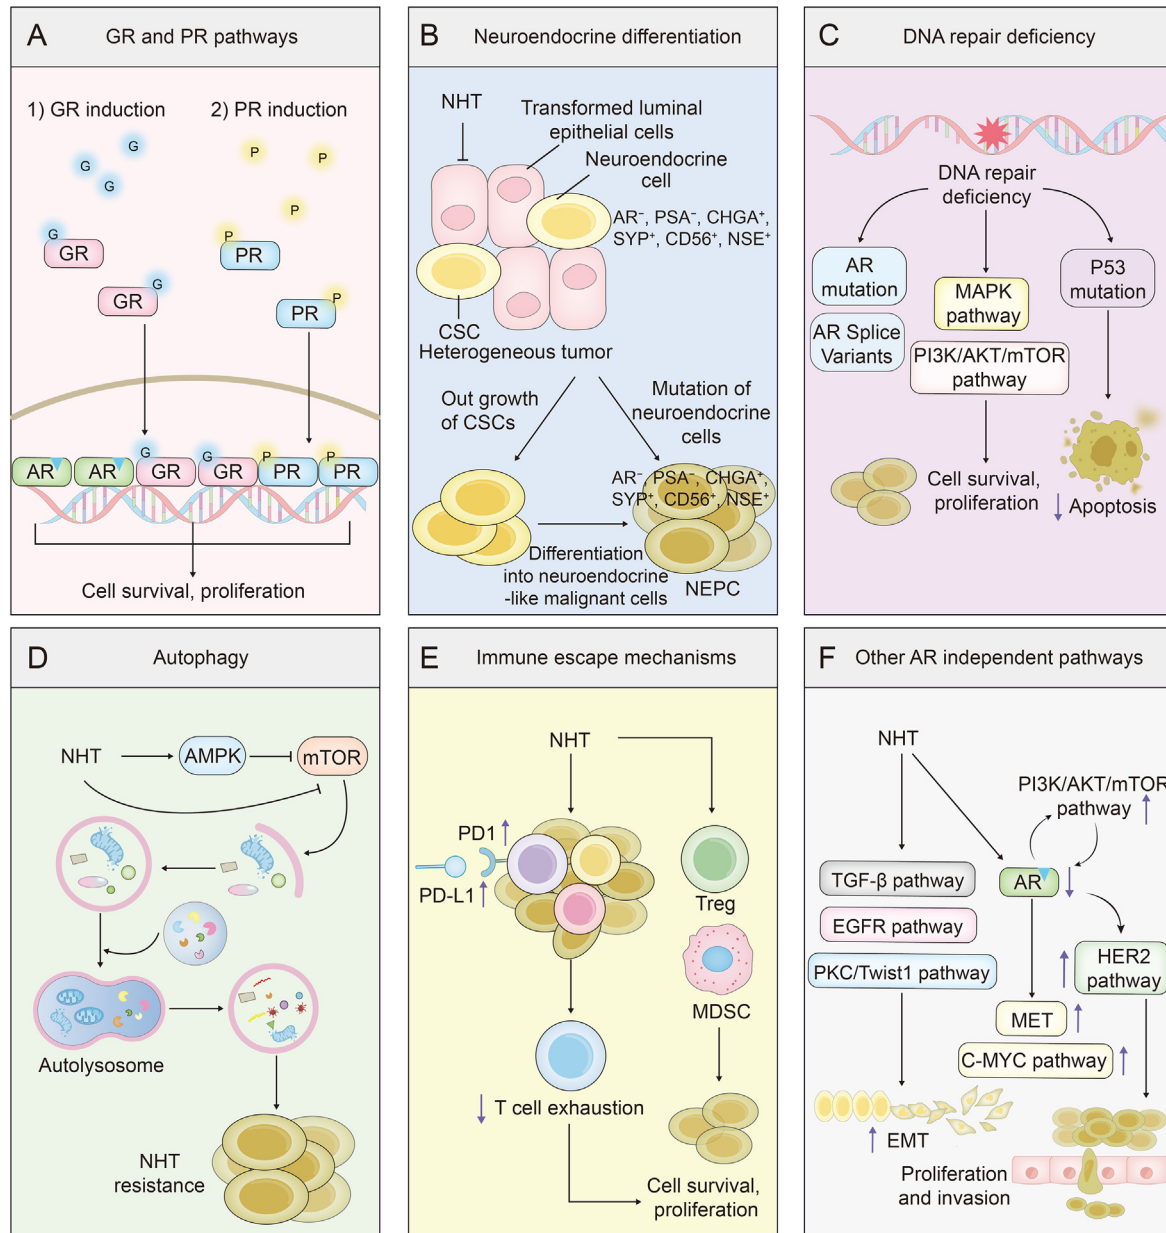 A
GR and PR pathways
1) GR induction
2) PR induction
G
G
G
P
P
P
G
GR
P
PR
G
GR
P
PR
G
G
P
P
AR
AR
GR
GR
PR
PR
Cell survival, proliferation
B
Neuroendocrine differentiation
NHT
Transformed luminal
epithelial cells
Neuroendocrine
cell
AR⁻, PSA⁻, CHGA⁺,
SYP⁺, CD56⁺, NSE⁺
CSC
Heterogeneous tumor
Out growth
of CSCs
Mutation of
neuroendocrine
cells
AR⁻, PSA⁻, CHGA⁺,
SYP⁺, CD56⁺, NSE⁺
Differentiation
into neuroendocrine
-like malignant cells
NEPC
C
DNA repair deficiency
DNA repair
deficiency
AR
mutation
AR Splice
Variants
MAPK
pathway
PI3K/AKT/mTOR
pathway
P53
mutation
Cell survival,
proliferation
Apoptosis
D
Autophagy
NHT
AMPK
mTOR
Autolysosome
NHT
resistance
E
Immune escape mechanisms
NHT
PD1
PD-L1
Treg
MDSC
T cell exhaustion
Cell survival,
proliferation
F
Other AR independent pathways
NHT
PI3K/AKT/mTOR
pathway
TGF-β pathway
AR
EGFR pathway
PKC/Twist1 pathway
HER2
pathway
MET
C-MYC pathway
EMT
Proliferation
and invasion